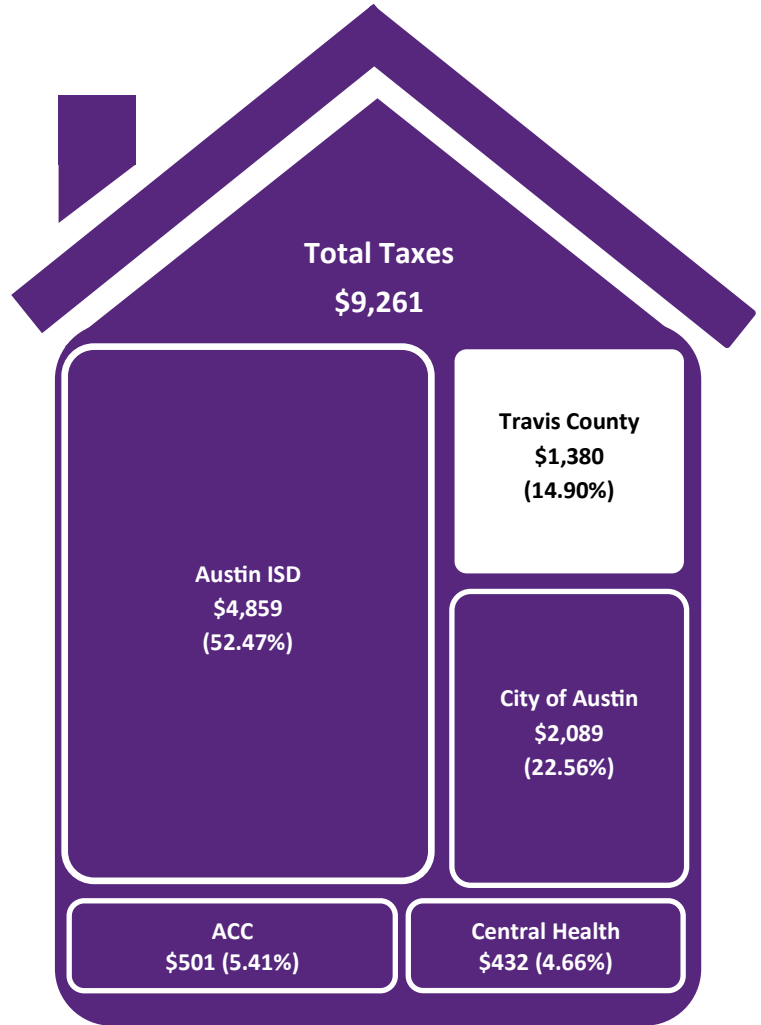 Total Taxes
$9,261
Travis County
$1,380
(14.90%)
Austin ISD
$4,859
(52.47%)
City of Austin
$2,089
(22.56%)
ACC
$501 (5.41%)
Central Health
$432 (4.66%)